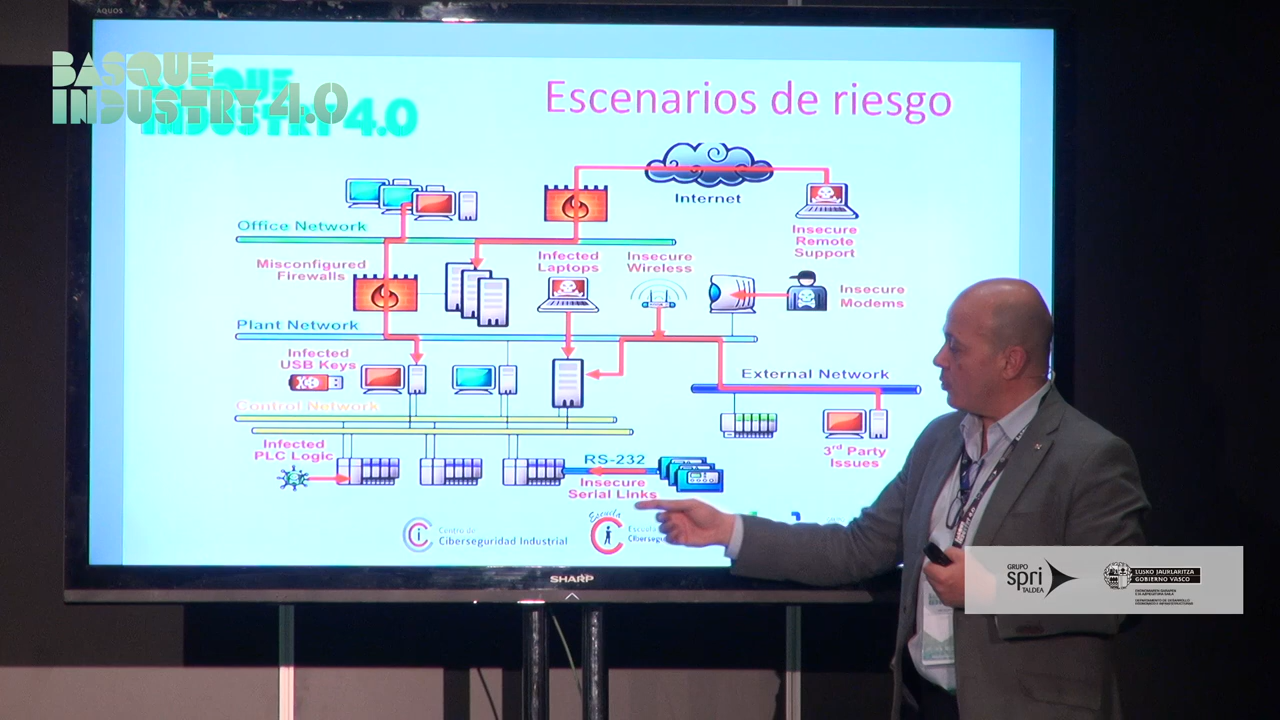 AQUOS
BASQUE
INDUSTRY 4.0
Escenarios de riesgo
Internet
Office Network
Insecure
Remote
Support
Misconfigured
Firewalls
Infected
Laptops
Insecure
Wireless
Insecure
Modems
Plant Network
Infected
USB Keys
External Network
Control Network
Infected
PLC Logic
RS-232
Insecure
Serial Links
3rd Party
Issues
Centro de
Ciberseguridad Industrial
Escuela
SHARP
GRUPO
spri
TALDEA
EUSKO JAURLARITZA
GOBIERNO VASCO